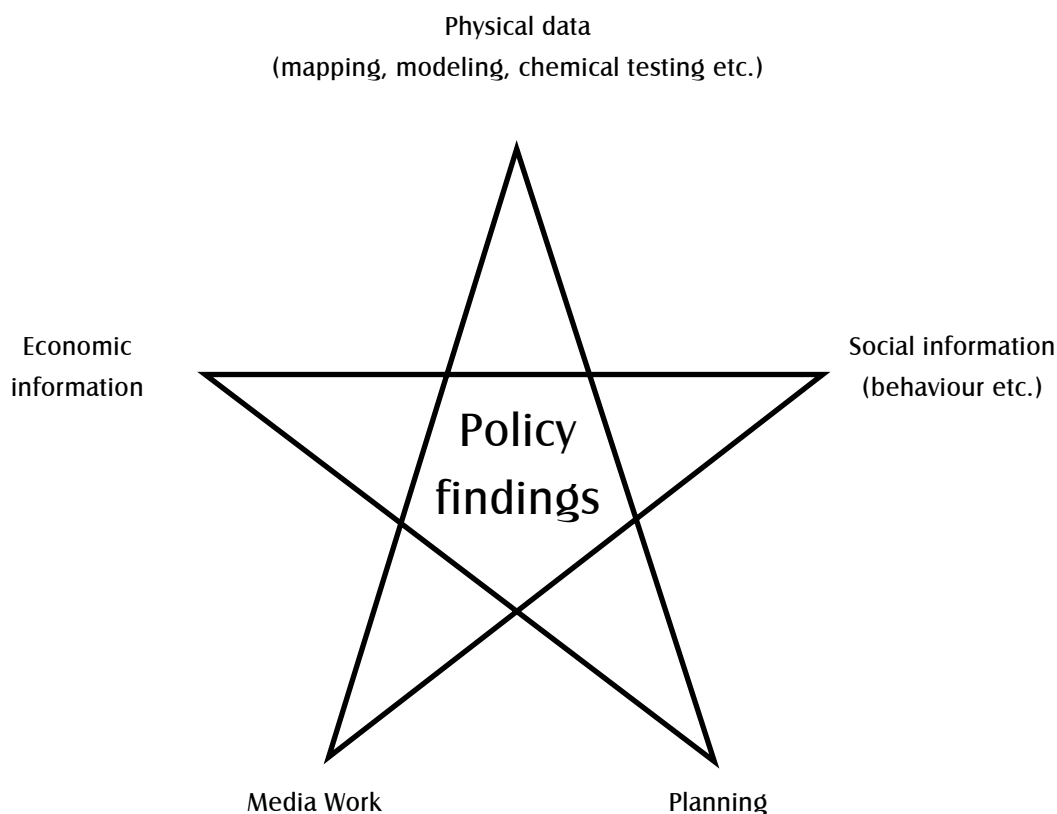 Physical data
(mapping, modeling, chemical testing etc.)
Economic
information
Social information
(behaviour etc.)
Policy
findings
Media Work
Planning